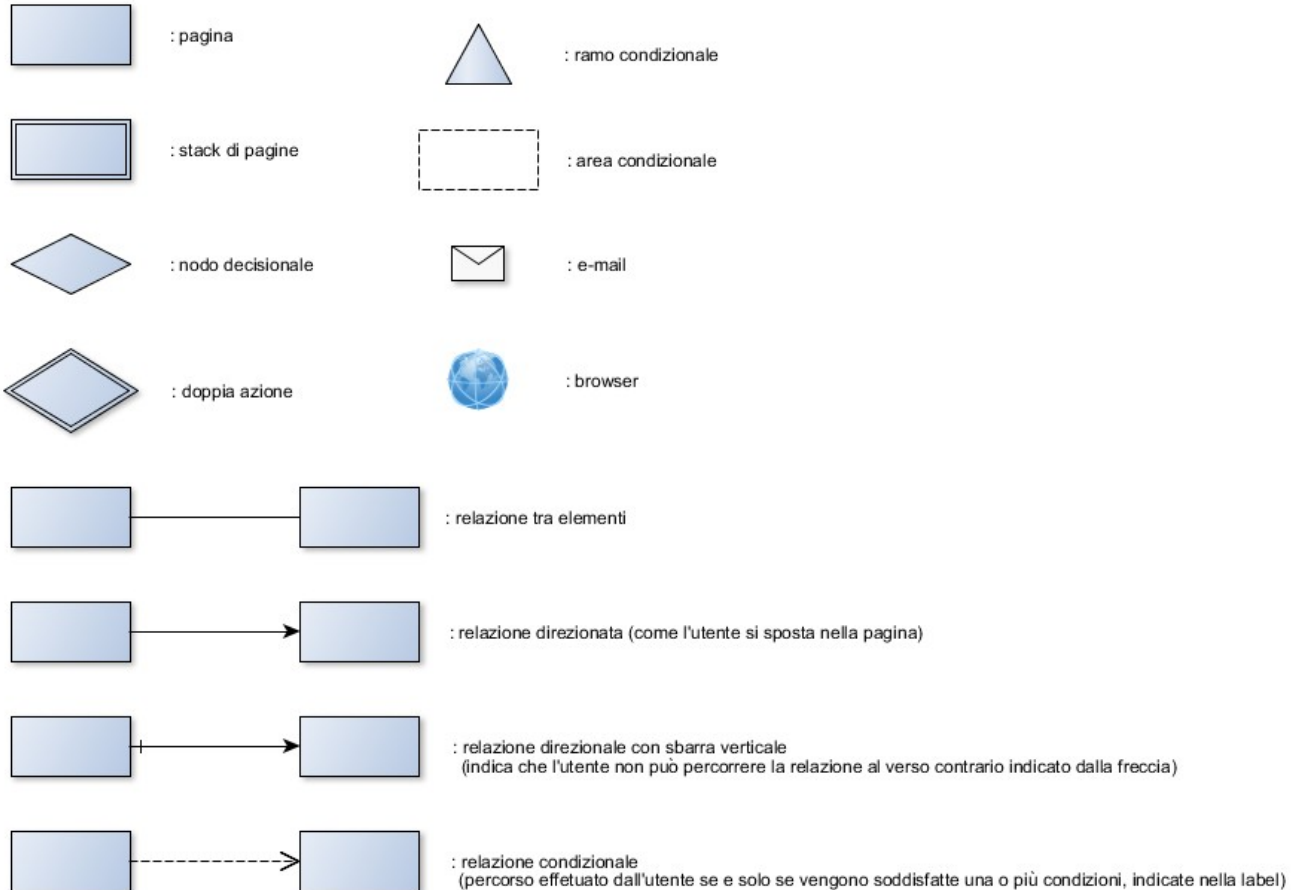 : pagina
: ramo condizionale
: stack di pagine
: area condizionale
: nodo decisionale
: e-mail
: doppia azione
: browser
: relazione tra elementi
: relazione direzionata (come l'utente si sposta nella pagina)
: relazione direzionale con sbarra verticale
(indica che l'utente non può percorrere la relazione al verso contrario indicato dalla freccia)
: relazione condizionale
(percorso effetuato dall'utente se e solo se vengono soddisfatte una o più condizioni, indicate nella label)